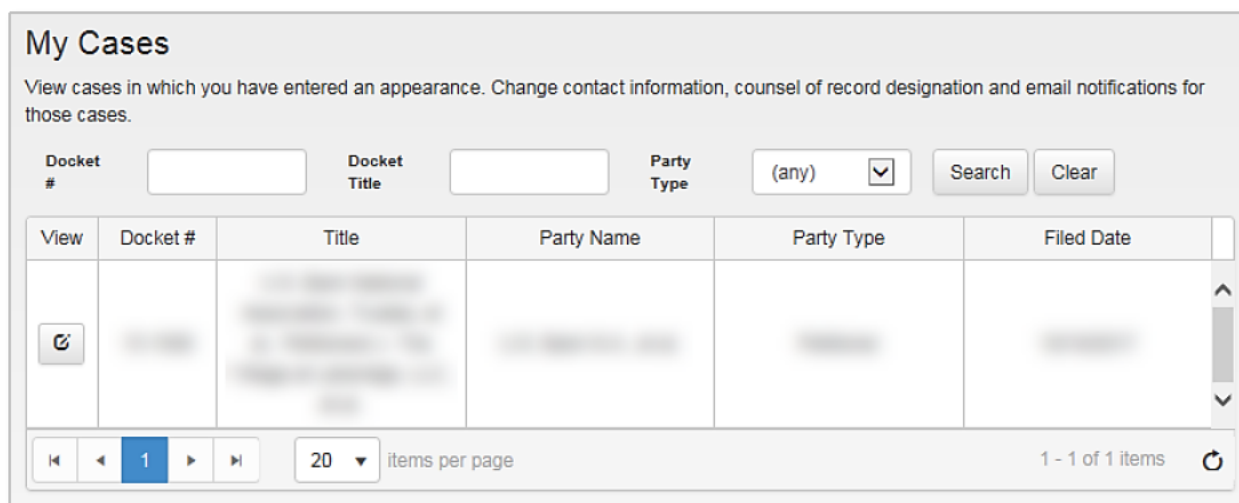 My Cases
View cases in which you have entered an appearance. Change contact information, counsel of record designation and email notifications for
those cases.
Docket # Docket Title Party Type (any) Search Clear
View Docket # Title Party Name Party Type Filed Date
1 20 items per page 1 - 1 of 1 items